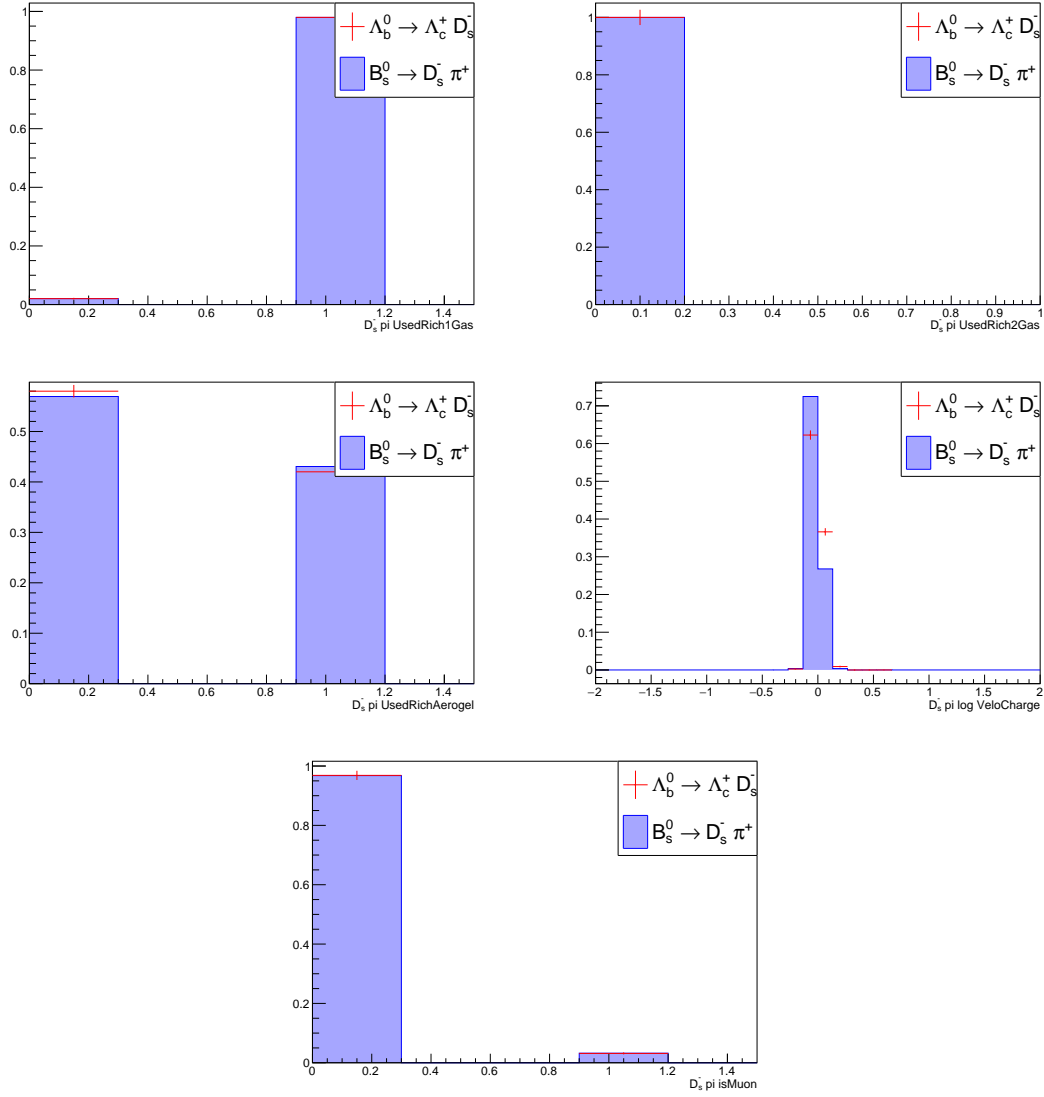 1
0.8
0.6
0.4
0.2
0
0 0.2 0.4 0.6 0.8 1 1.2 1.4
D_s^- pi UsedRich1Gas
Λ_b^0 → Λ_c^+ D_s^-
B_s^0 → D_s^- π^+
1
0.8
0.6
0.4
0.2
0
0 0.1 0.2 0.3 0.4 0.5 0.6 0.7 0.8 0.9 1
D_s^- pi UsedRich2Gas
Λ_b^0 → Λ_c^+ D_s^-
B_s^0 → D_s^- π^+
0.5
0.4
0.3
0.2
0.1
0
0 0.2 0.4 0.6 0.8 1 1.2 1.4
D_s^- pi UsedRichAerogel
Λ_b^0 → Λ_c^+ D_s^-
B_s^0 → D_s^- π^+
0.7
0.6
0.5
0.4
0.3
0.2
0.1
0
−2 −1.5 −1 −0.5 0 0.5 1 1.5 2
D_s^- pi log VeloCharge
Λ_b^0 → Λ_c^+ D_s^-
B_s^0 → D_s^- π^+
1
0.8
0.6
0.4
0.2
0
0 0.2 0.4 0.6 0.8 1 1.2 1.4
D_s^- pi isMuon
Λ_b^0 → Λ_c^+ D_s^-
B_s^0 → D_s^- π^+